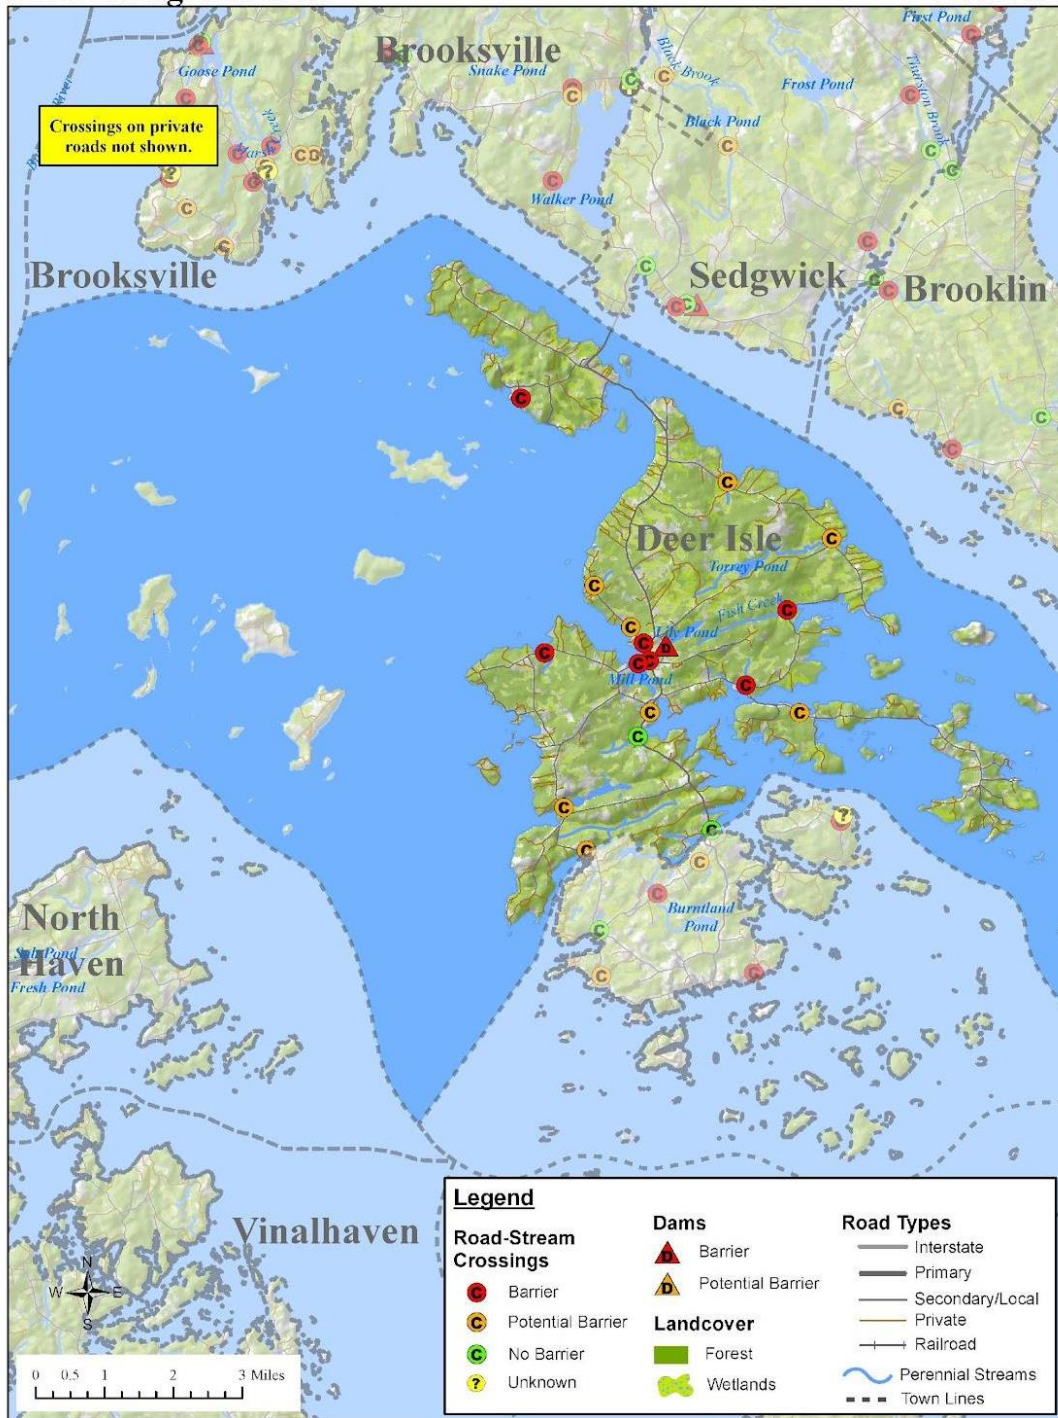 Brooksville
First Pond
Goose Pond
Snake Pond
Black Brook
Frost Pond
Thurston Brook
Crossings on private
roads not shown.
Marsh Creek
Black Pond
Walker Pond
Brooksville
Sedgwick
Brooklin
Deer Isle
Torrey Pond
Fish Creek
Lily Pond
Mill Pond
Burntland
Pond
North
Haven
Fresh Pond
Vinalhaven
N
W E
S
0 0.5 1 2 3 Miles
Legend
Road-Stream
Crossings
C Barrier
C Potential Barrier
C No Barrier
? Unknown
Dams
D Barrier
D Potential Barrier
Landcover
Forest
Wetlands
Road Types
Interstate
Primary
Secondary/Local
Private
Railroad
Perennial Streams
Town Lines